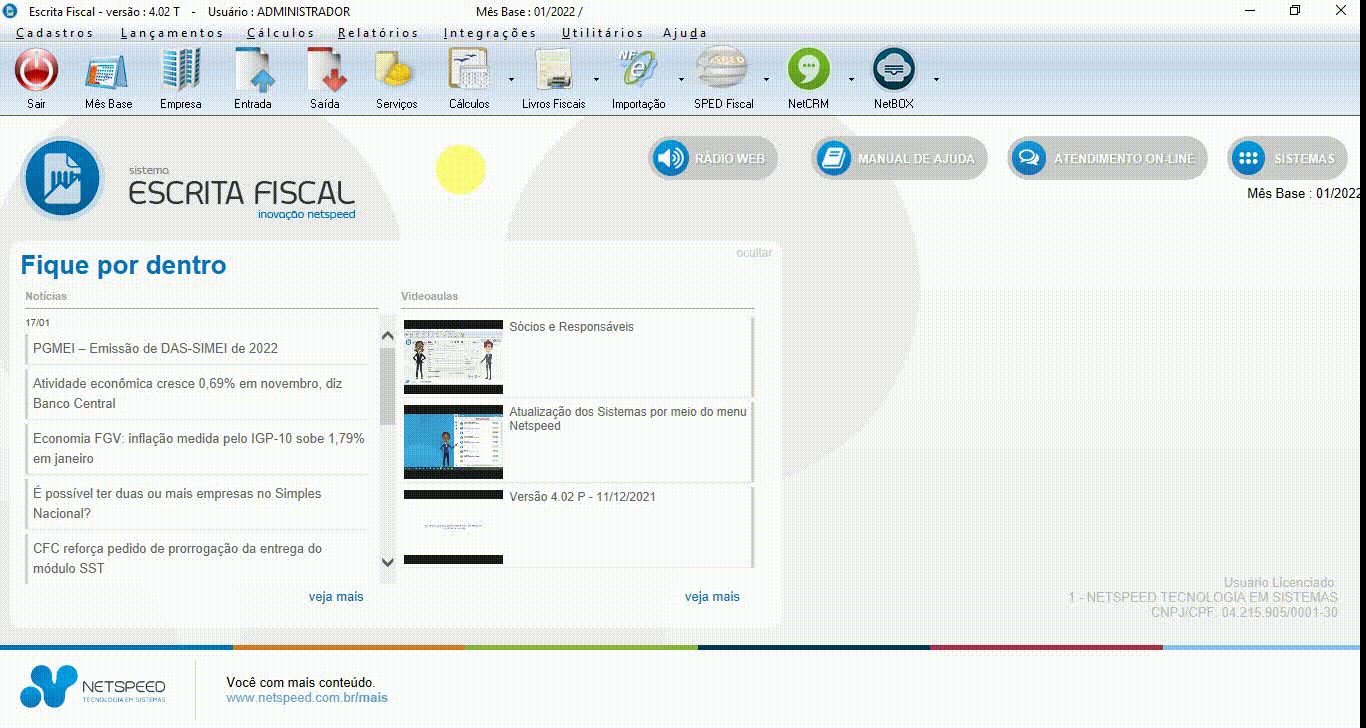 Escrita Fiscal - versão : 4.02 T - Usuário : ADMINISTRADOR Mês Base : 01/2022 /
Cadastros Lançamentos Cálculos Relatórios Integrações Utilitários Ajuda
NF SPED
Sair Mês Base Empresa Entrada Saída Serviços Cálculos Livros Fiscais Importação SPED Fiscal NetCRM NetBOX
RÁDIO WEB MANUAL DE AJUDA ATENDIMENTO ON-LINE SISTEMAS
sistema
ESCRITA FISCAL
inovação netspeed
Mês Base : 01/2022
ocultar
Fique por dentro
Notícias
17/01
PGMEI – Emissão de DAS-SIMEI de 2022
Atividade econômica cresce 0,69% em novembro, diz
Banco Central
Economia FGV: inflação medida pelo IGP-10 sobe 1,79%
em janeiro
É possível ter duas ou mais empresas no Simples
Nacional?
CFC reforça pedido de prorrogação da entrega do
módulo SST
veja mais
Videoaulas
Sócios e Responsáveis
Atualização dos Sistemas por meio do menu
Netspeed
Versão 4.02 P - 11/12/2021
veja mais
Usuário Licenciado:
1 - NETSPEED TECNOLOGIA EM SISTEMAS
CNPJ/CPF: 04.215.905/0001-30
NETSPEED
TECNOLOGIA EM SISTEMAS
Você com mais conteúdo.
www.netspeed.com.br/mais